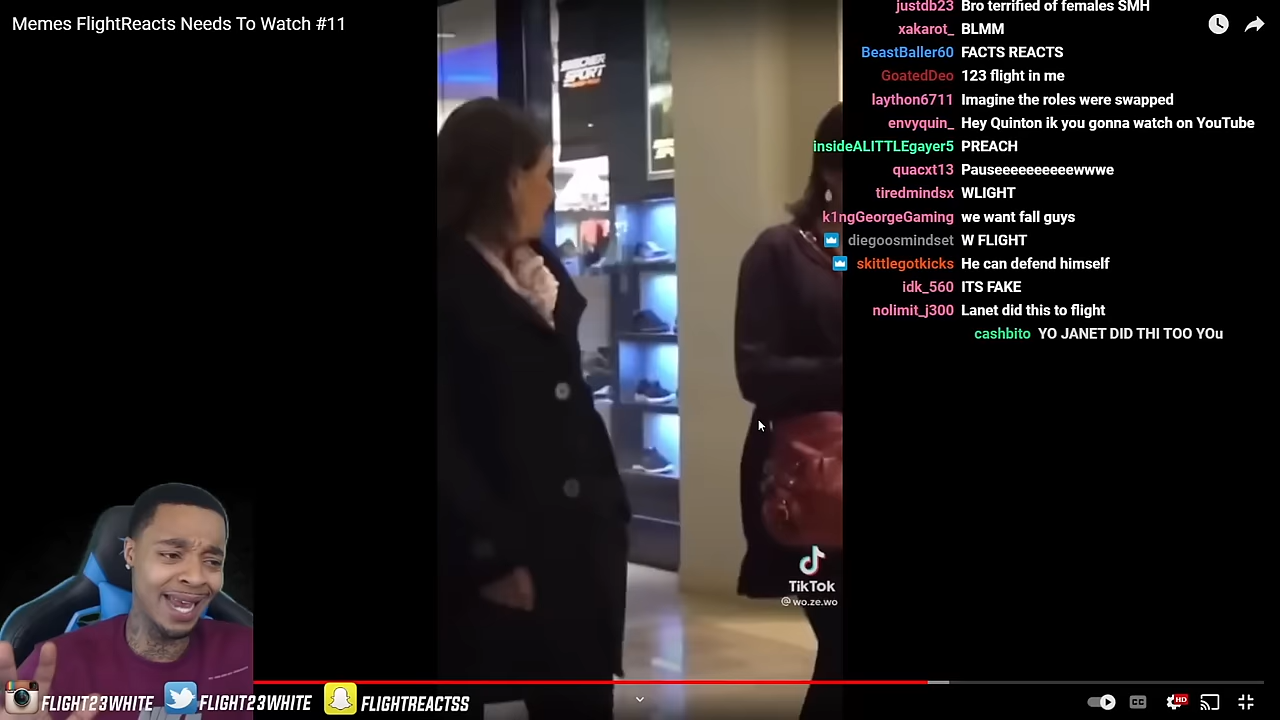 Memes FlightReacts Needs To Watch #11
justdb23 Bro terrified of females SMH
xakarot_ BLMM
BeastBaller60 FACTS REACTS
GoatedDeo 123 flight in me
laython6711 Imagine the roles were swapped
envyquin_ Hey Quinton ik you gonna watch on YouTube
insideALITTLEgayer5 PREACH
quacxt13 Pauseeeeeeeeeewwwe
tiredmindsx WLIGHT
k1ngGeorgeGaming we want fall guys
diegoosmindset W FLIGHT
skittlegotkicks He can defend himself
idk_560 ITS FAKE
nolimit_j300 Lanet did this to flight
cashbito YO JANET DID THI TOO YOu
SPORT
TikTok
@wo.ze.wo
FLIGHT23WHITE
FLIGHT23WHITE
FLIGHTREACTSS
CC
HD